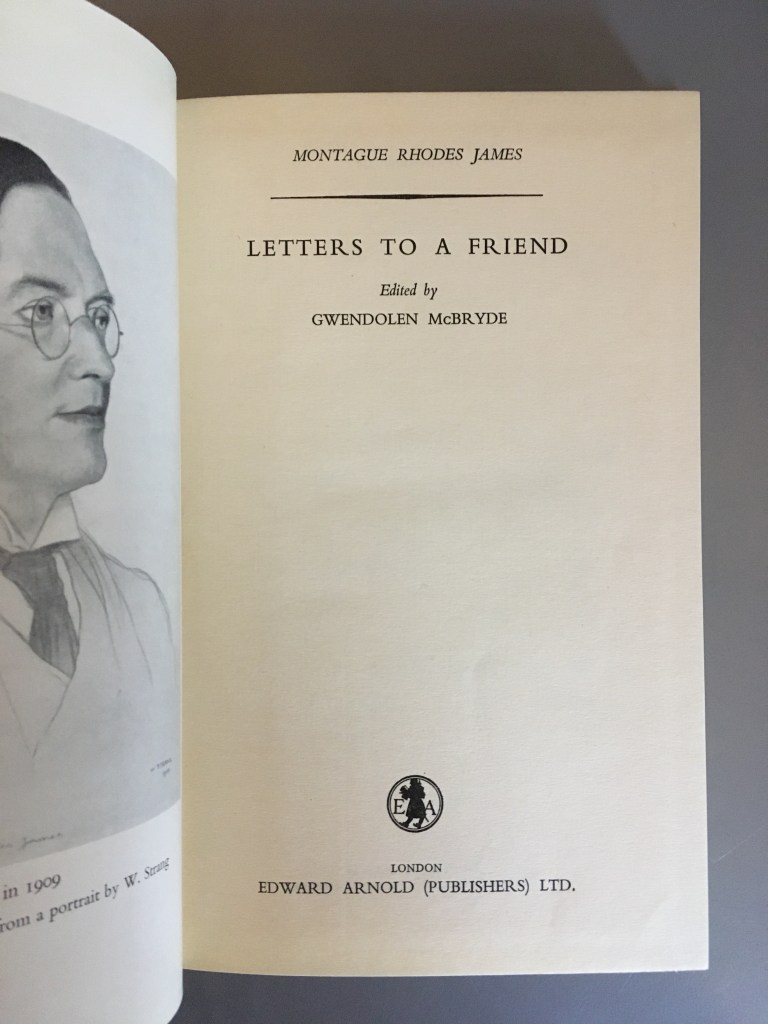 in 1909
from a portrait by W. Strang
MONTAGUE RHODES JAMES
LETTERS TO A FRIEND
Edited by
GWENDOLEN McBRYDE
E A
LONDON
EDWARD ARNOLD (PUBLISHERS) LTD.